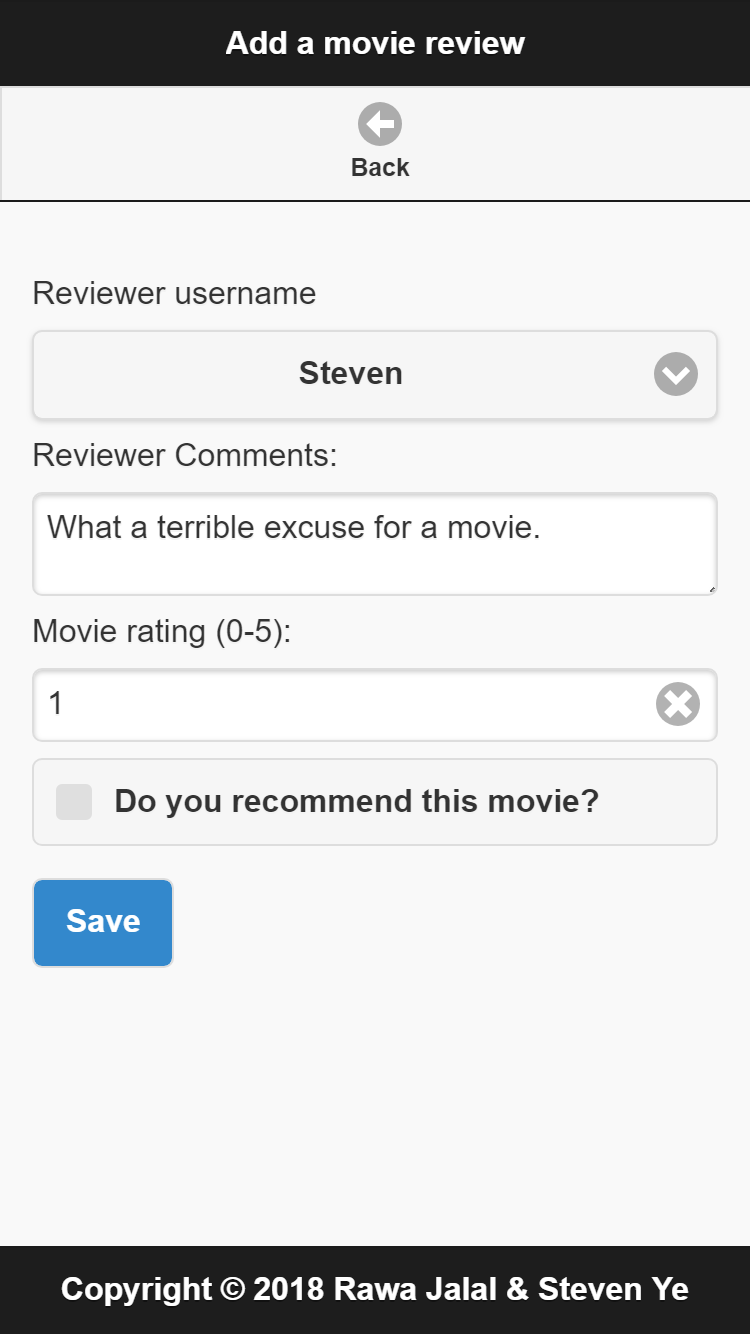 Add a movie review
Back
Reviewer username
Steven
Reviewer Comments:
What a terrible excuse for a movie.
Movie rating (0-5):
1
Do you recommend this movie?
Save
Copyright © 2018 Rawa Jalal & Steven Ye